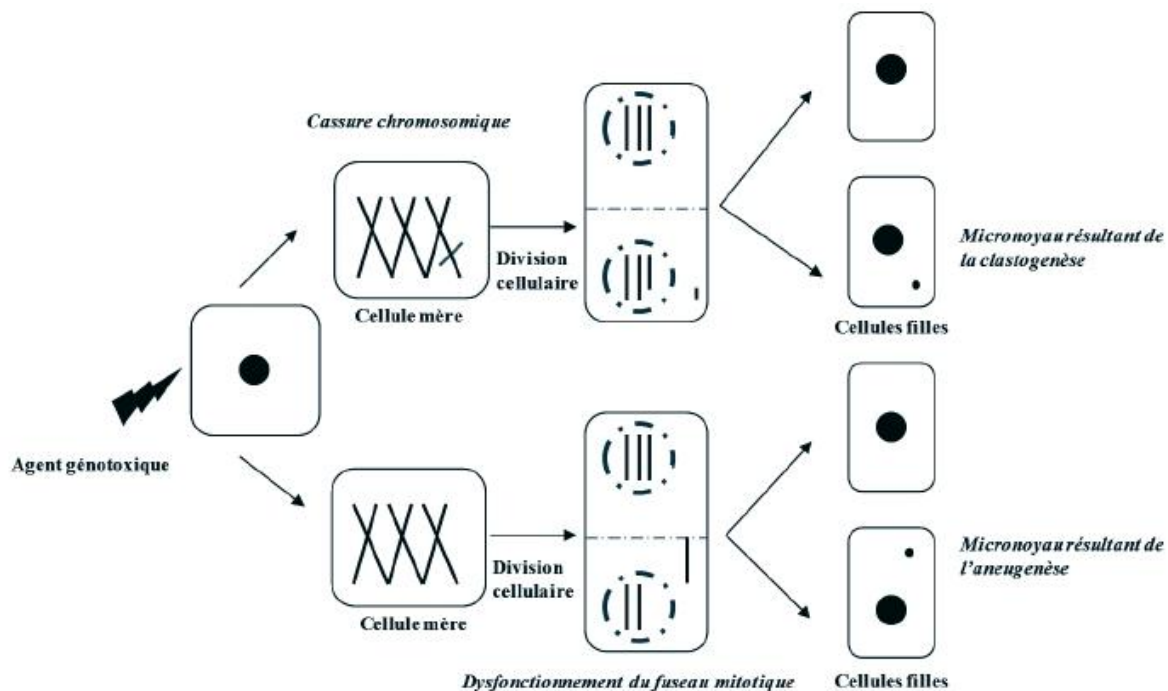 Cassure chromosomique
Division
cellulaire
Cellule mère
Micronoyau résultant de
la clastogenèse
Cellules filles
Agent génotoxique
Division
cellulaire
Cellule mère
Micronoyau résultant de
l'aneugenèse
Dysfonctionnement du fuseau mitotique
Cellules filles